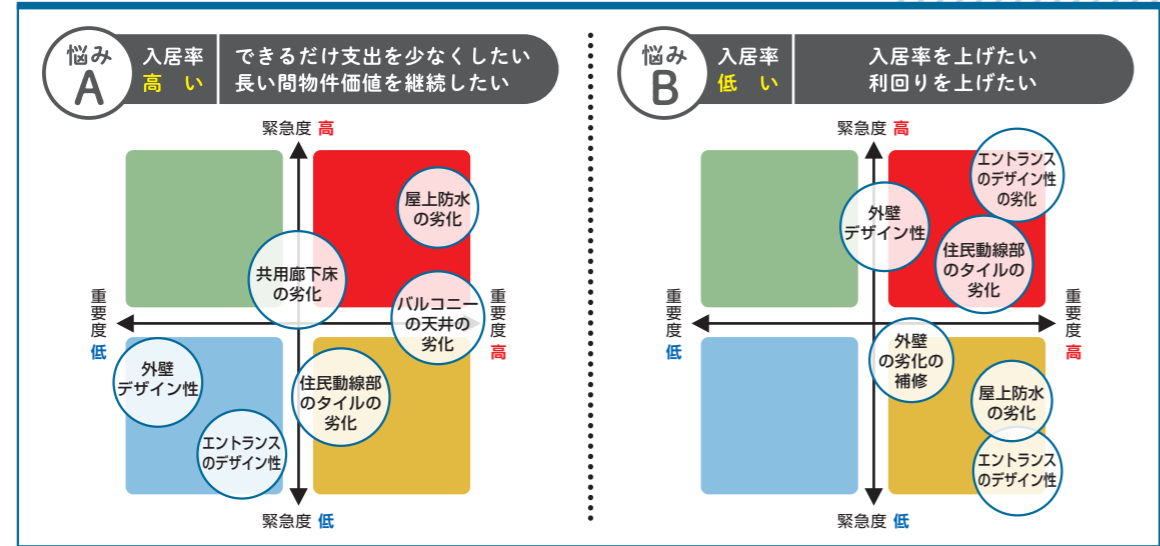 悩み
A
入居率
高 い
できるだけ支出を少なくしたい
長い間物件価値を継続したい
緊急度 高
屋上防水
の劣化
共用廊下床
の劣化
バルコニー
の天井の
劣化
重要度
低
重要度
高
外壁
デザイン性
住民動線部
のタイルの
劣化
エントランス
のデザイン性
緊急度 低
悩み
B
入居率
低 い
入居率を上げたい
利回りを上げたい
緊急度 高
エントランス
のデザイン性
の劣化
外壁
デザイン性
住民動線部
のタイルの
劣化
重要度
低
重要度
高
外壁
の劣化の
補修
屋上防水
の劣化
エントランス
のデザイン性
緊急度 低